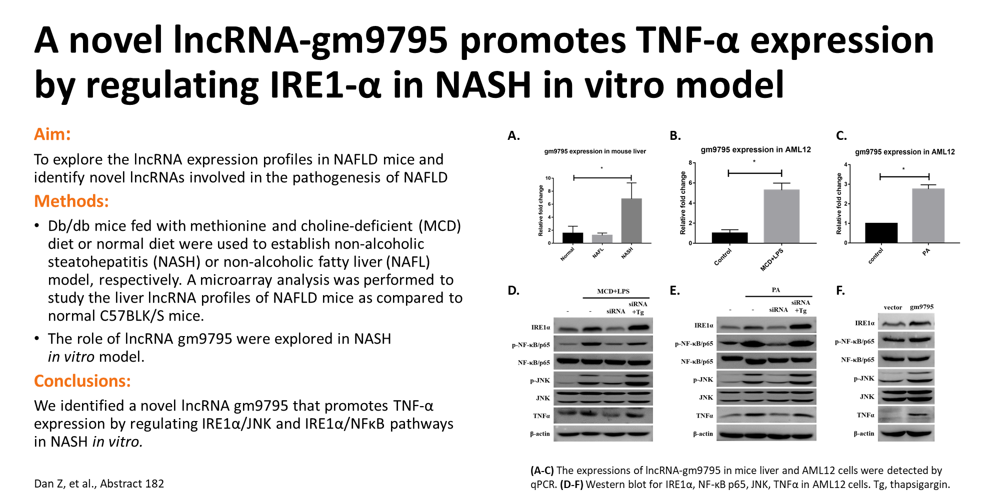 A novel lncRNA-gm9795 promotes TNF-α expression
by regulating IRE1-α in NASH in vitro model
Aim:
To explore the lncRNA expression profiles in NAFLD mice and
identify novel lncRNAs involved in the pathogenesis of NAFLD
Methods:
• Db/db mice fed with methionine and choline-deficient (MCD)
diet or normal diet were used to establish non-alcoholic
steatohepatitis (NASH) or non-alcoholic fatty liver (NAFL)
model, respectively. A microarray analysis was performed to
study the liver lncRNA profiles of NAFLD mice as compared to
normal C57BLK/S mice.
• The role of lncRNA gm9795 were explored in NASH
in vitro model.
Conclusions:
We identified a novel lncRNA gm9795 that promotes TNF-α
expression by regulating IRE1α/JNK and IRE1α/NFκB pathways
in NASH in vitro.
Dan Z, et al., Abstract 182
A.
gm9795 expression in mouse liver
*
Relative fold change
10
8
6
4
2
0
Normal
NAFL
NASH
B.
gm9795 expression in AML12
*
Relative fold change
8
6
4
2
0
Control
MCD+LPS
C.
gm9795 expression in AML12
*
Relative fold change
4
3
2
1
0
control
PA
D.
MCD+LPS
- - siRNA siRNA +Tg
IRE1α
p-NF-κB/p65
NF-κB/p65
p-JNK
JNK
TNFα
β-actin
E.
PA
- - siRNA siRNA +Tg
IRE1α
p-NF-κB/p65
NF-κB/p65
p-JNK
JNK
TNFα
β-actin
F.
vector gm9795
IRE1α
p-NF-κB/p65
NF-κB/p65
p-JNK
JNK
TNFα
β-actin
(A-C) The expressions of lncRNA-gm9795 in mice liver and AML12 cells were detected by
qPCR. (D-F) Western blot for IRE1α, NF-κB p65, JNK, TNFα in AML12 cells. Tg, thapsigargin.